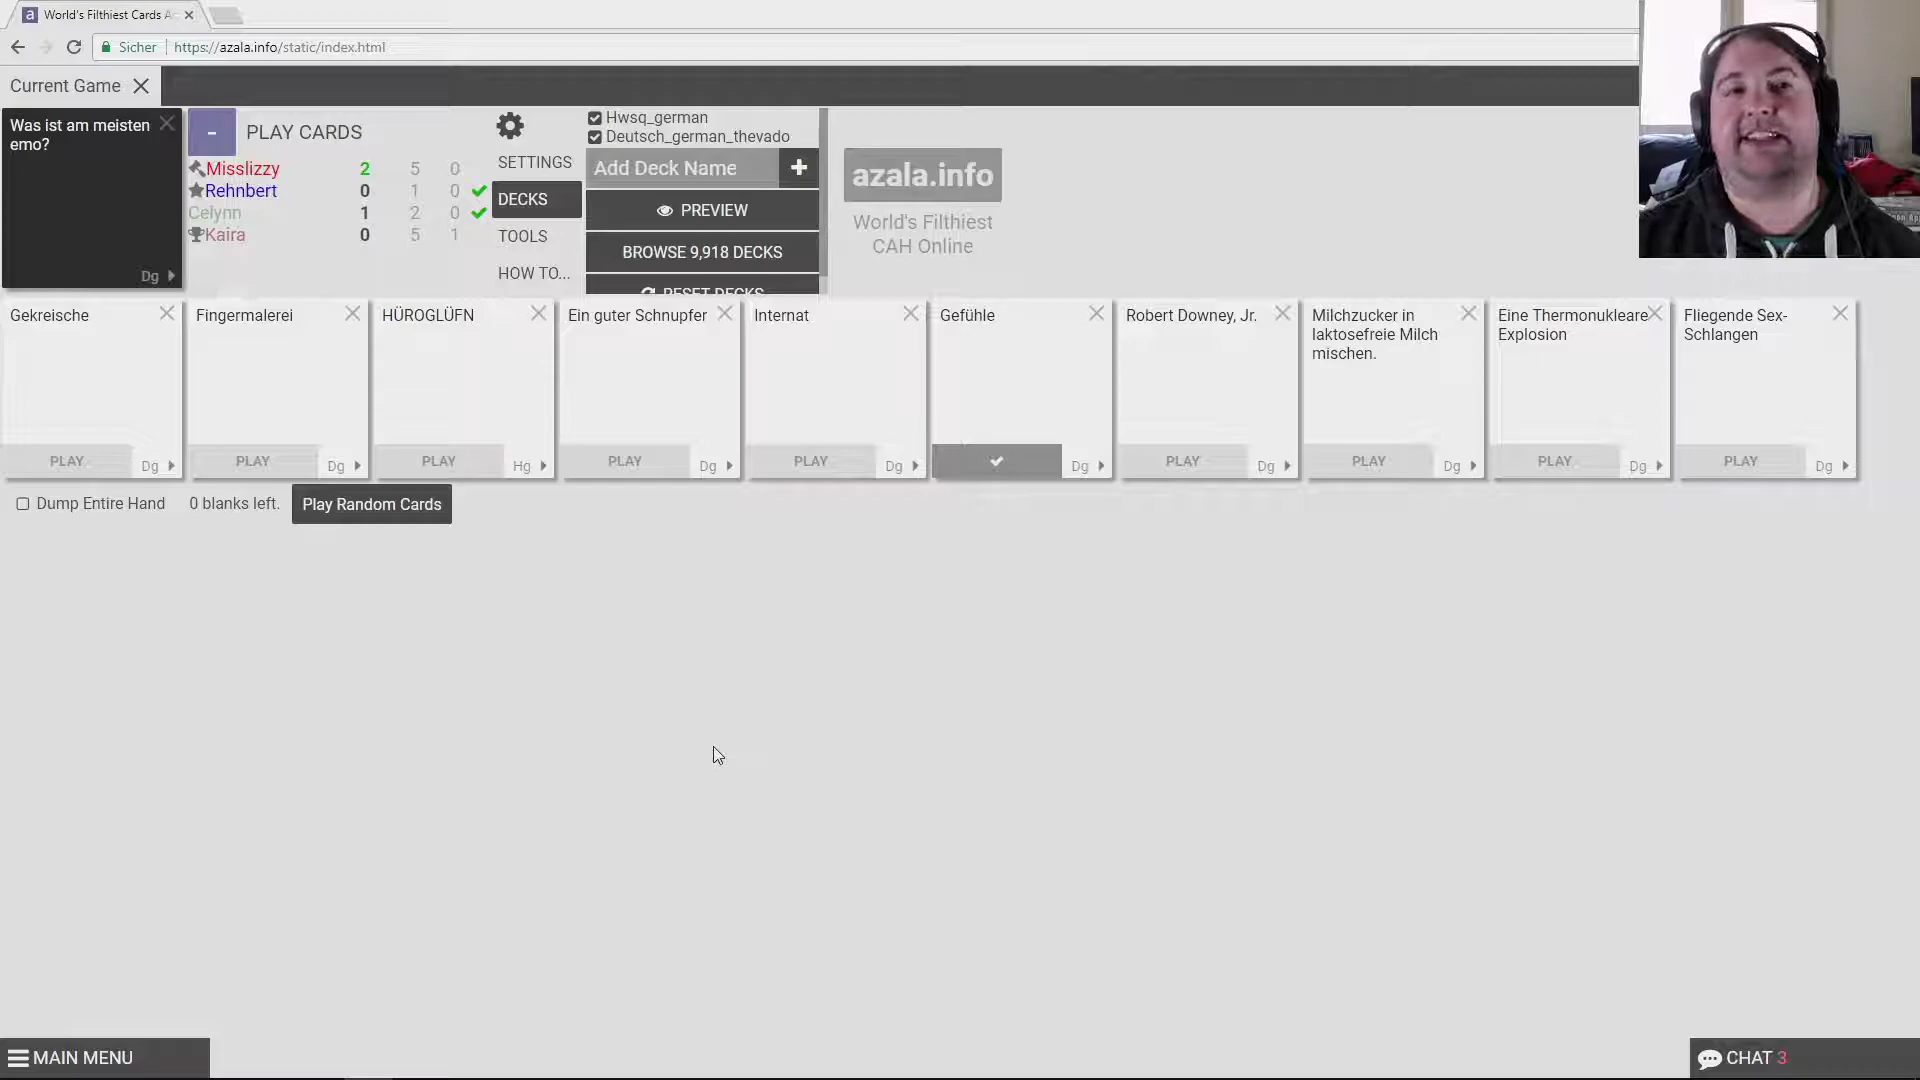 World's Filthiest Cards A
Sicher
https://azala.info/static/index.html
Current Game
Was ist am meisten
emo?
Dg
-
PLAY CARDS
Misslizzy 2 5 0
Rehnbert 0 1 0
Celynn 1 2 0
Kaira 0 5 1
SETTINGS
DECKS
TOOLS
HOW TO...
Hwsq_german
Deutsch_german_thevado
Add Deck Name +
PREVIEW
BROWSE 9,918 DECKS
RESET DECKS
azala.info
World's Filthiest
CAH Online
Gekreische
PLAY
Dg
Fingermalerei
PLAY
Dg
HÜROGLÜFN
PLAY
Hg
Ein guter Schnupfer
PLAY
Dg
Internat
PLAY
Dg
Gefühle
Dg
Robert Downey, Jr.
PLAY
Dg
Milchzucker in
laktosefreie Milch
mischen.
PLAY
Dg
Eine Thermonukleare
Explosion
PLAY
Dg
Fliegende Sex-
Schlangen
PLAY
Dg
Dump Entire Hand
0 blanks left.
Play Random Cards
MAIN MENU
CHAT 3